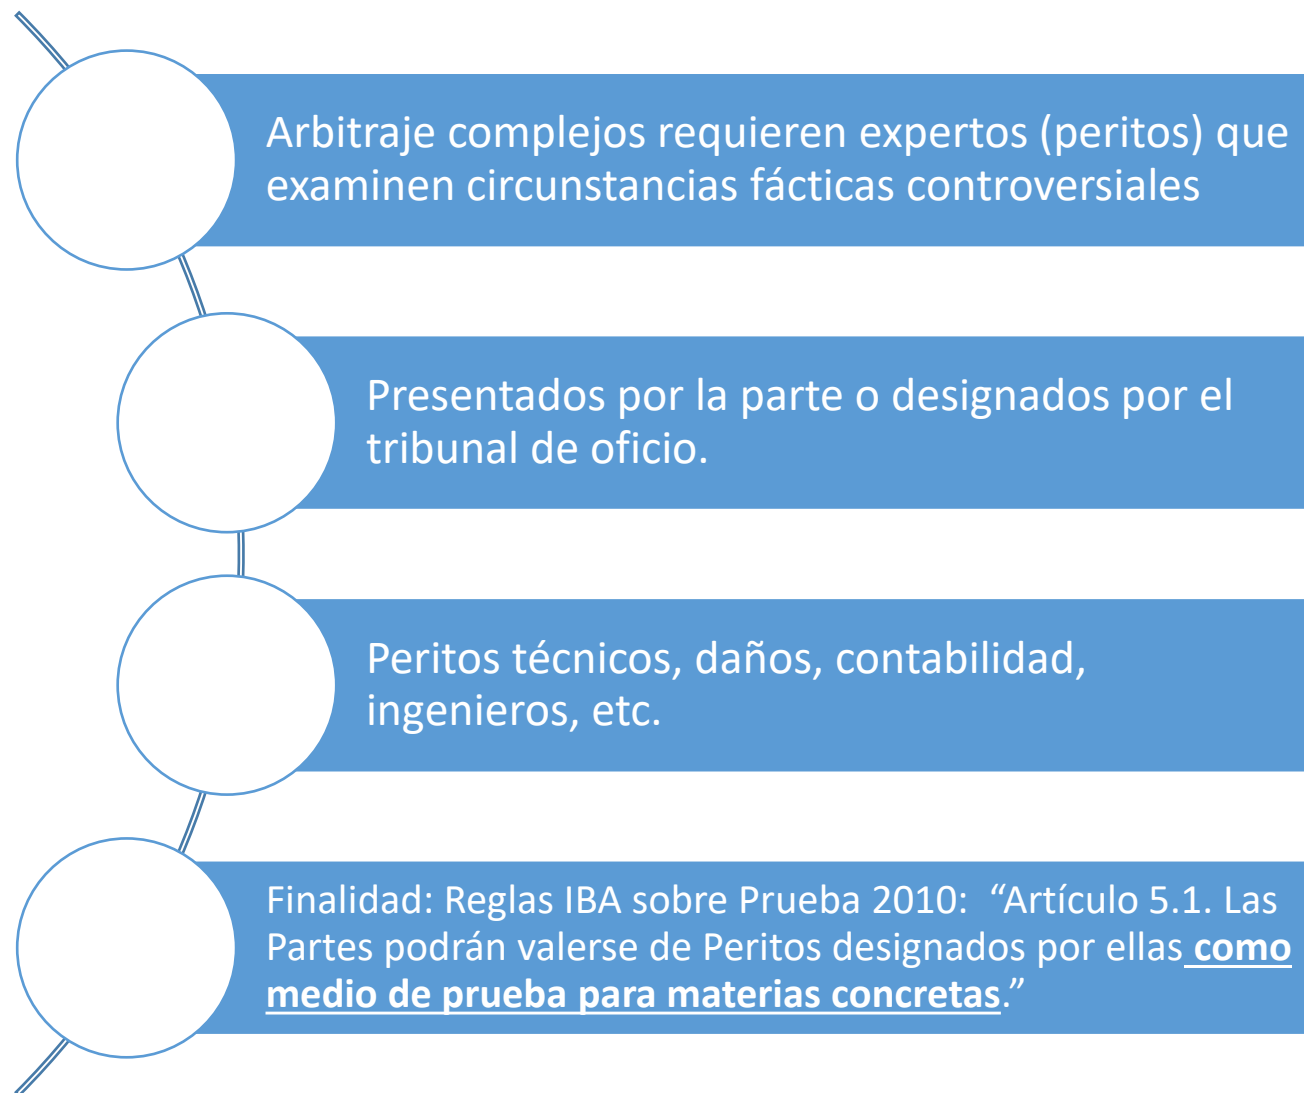 Arbitraje complejos requieren expertos (peritos) que
examinen circunstancias fácticas controversiales
Presentados por la parte o designados por el
tribunal de oficio.
Peritos técnicos, daños, contabilidad,
ingenieros, etc.
Finalidad: Reglas IBA sobre Prueba 2010:  “Artículo 5.1. Las
Partes podrán valerse de Peritos designados por ellas como
medio de prueba para materias concretas.”